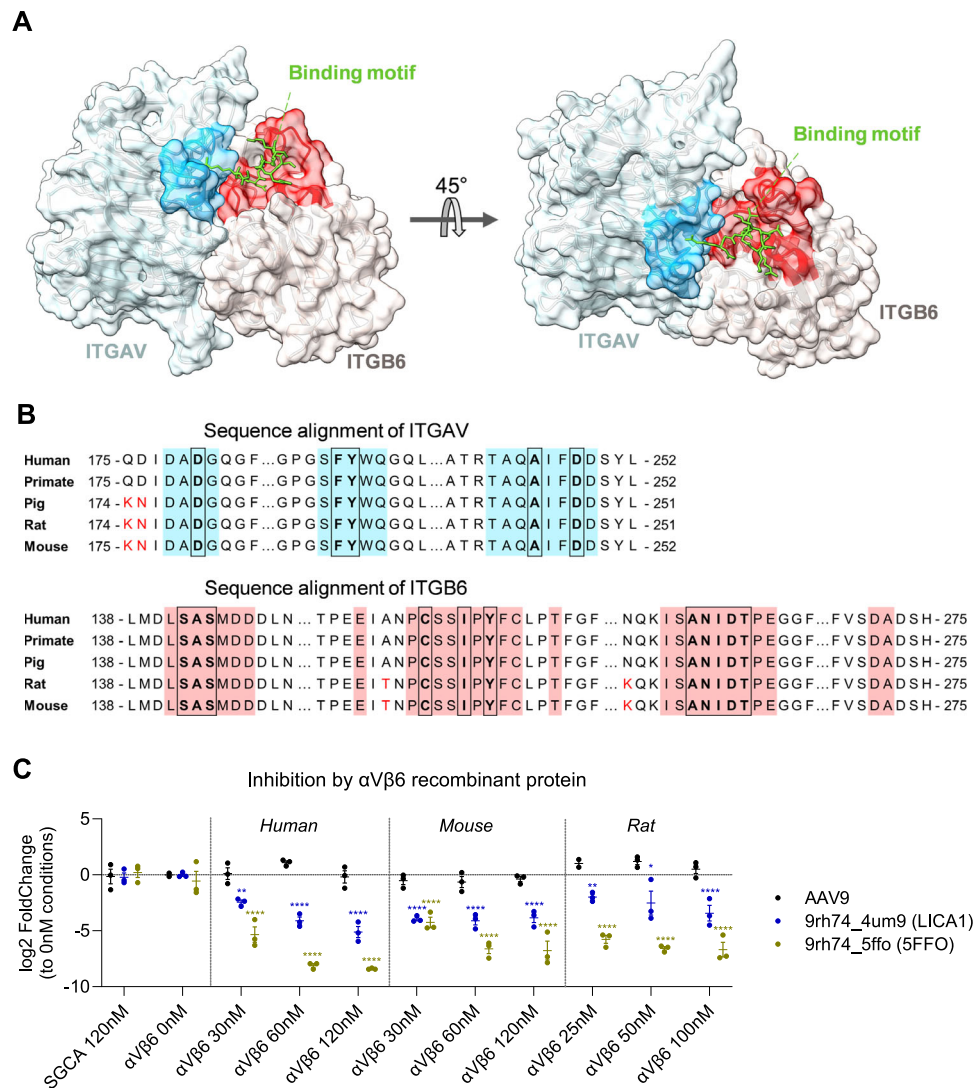 A
Binding motif
Binding motif
45°
ITGAV
ITGB6
ITGAV
ITGB6
B
Sequence alignment of ITGAV
Human 175 - Q D I D A D G Q G F ... G P G S F Y W Q G Q L ... A T R T A Q A I F D D S Y L - 252
Primate 175 - Q D I D A D G Q G F ... G P G S F Y W Q G Q L ... A T R T A Q A I F D D S Y L - 252
Pig 174 - K N I D A D G Q G F ... G P G S F Y W Q G Q L ... A T R T A Q A I F D D S Y L - 251
Rat 174 - K N I D A D G Q G F ... G P G S F Y W Q G Q L ... A T R T A Q A I F D D S Y L - 251
Mouse 175 - K N I D A D G Q G F ... G P G S F Y W Q G Q L ... A T R T A Q A I F D D S Y L - 252
Sequence alignment of ITGB6
Human 138 - L M D L S A S M D D D L N ... T P E E I A N P C S S I P Y F C L P T F G F ... N Q K I S A N I D T P E G G F ... F V S D A D S H - 275
Primate 138 - L M D L S A S M D D D L N ... T P E E I A N P C S S I P Y F C L P T F G F ... N Q K I S A N I D T P E G G F ... F V S D A D S H - 275
Pig 138 - L M D L S A S M D D D L N ... T P E E I A N P C S S I P Y F C L P T F G F ... N Q K I S A N I D T P E G G F ... F V S D A D S H - 275
Rat 138 - L M D L S A S M D D D L N ... T P E E I T N P C S S I P Y F C L P T F G F ... K Q K I S A N I D T P E G G F ... F V S D A D S H - 275
Mouse 138 - L M D L S A S M D D D L N ... T P E E I T N P C S S I P Y F C L P T F G F ... K Q K I S A N I D T P E G G F ... F V S D A D S H - 275
C
Inhibition by αVβ6 recombinant protein
log2 FoldChange
(to 0nM conditions)
5
0
-5
-10
Human
Mouse
Rat
** **** **** **** **** ****
**** **** **** **** **** ****
** **** * **** **** ****
AAV9
9rh74_4um9 (LICA1)
9rh74_5ffo (5FFO)
SGCA 120nM
αVβ6 0nM
αVβ6 30nM
αVβ6 60nM
αVβ6 120nM
αVβ6 30nM
αVβ6 60nM
αVβ6 120nM
αVβ6 25nM
αVβ6 50nM
αVβ6 100nM